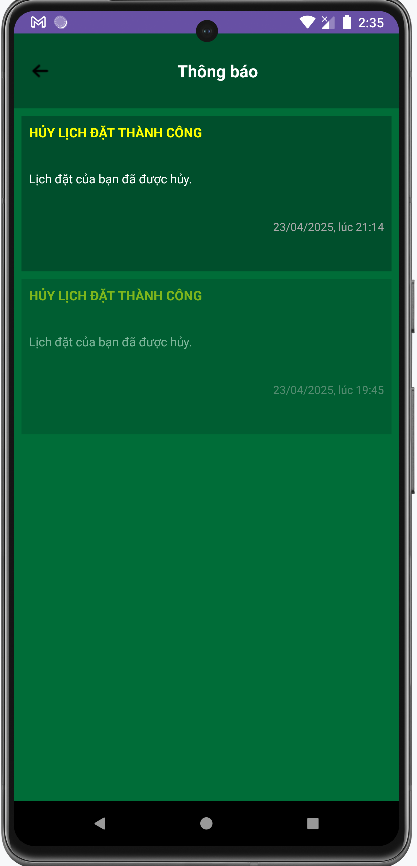 2:35
Thông báo
HỦY LỊCH ĐẶT THÀNH CÔNG
Lịch đặt của bạn đã được hủy.
23/04/2025, lúc 21:14
HỦY LỊCH ĐẶT THÀNH CÔNG
Lịch đặt của bạn đã được hủy.
23/04/2025, lúc 19:45